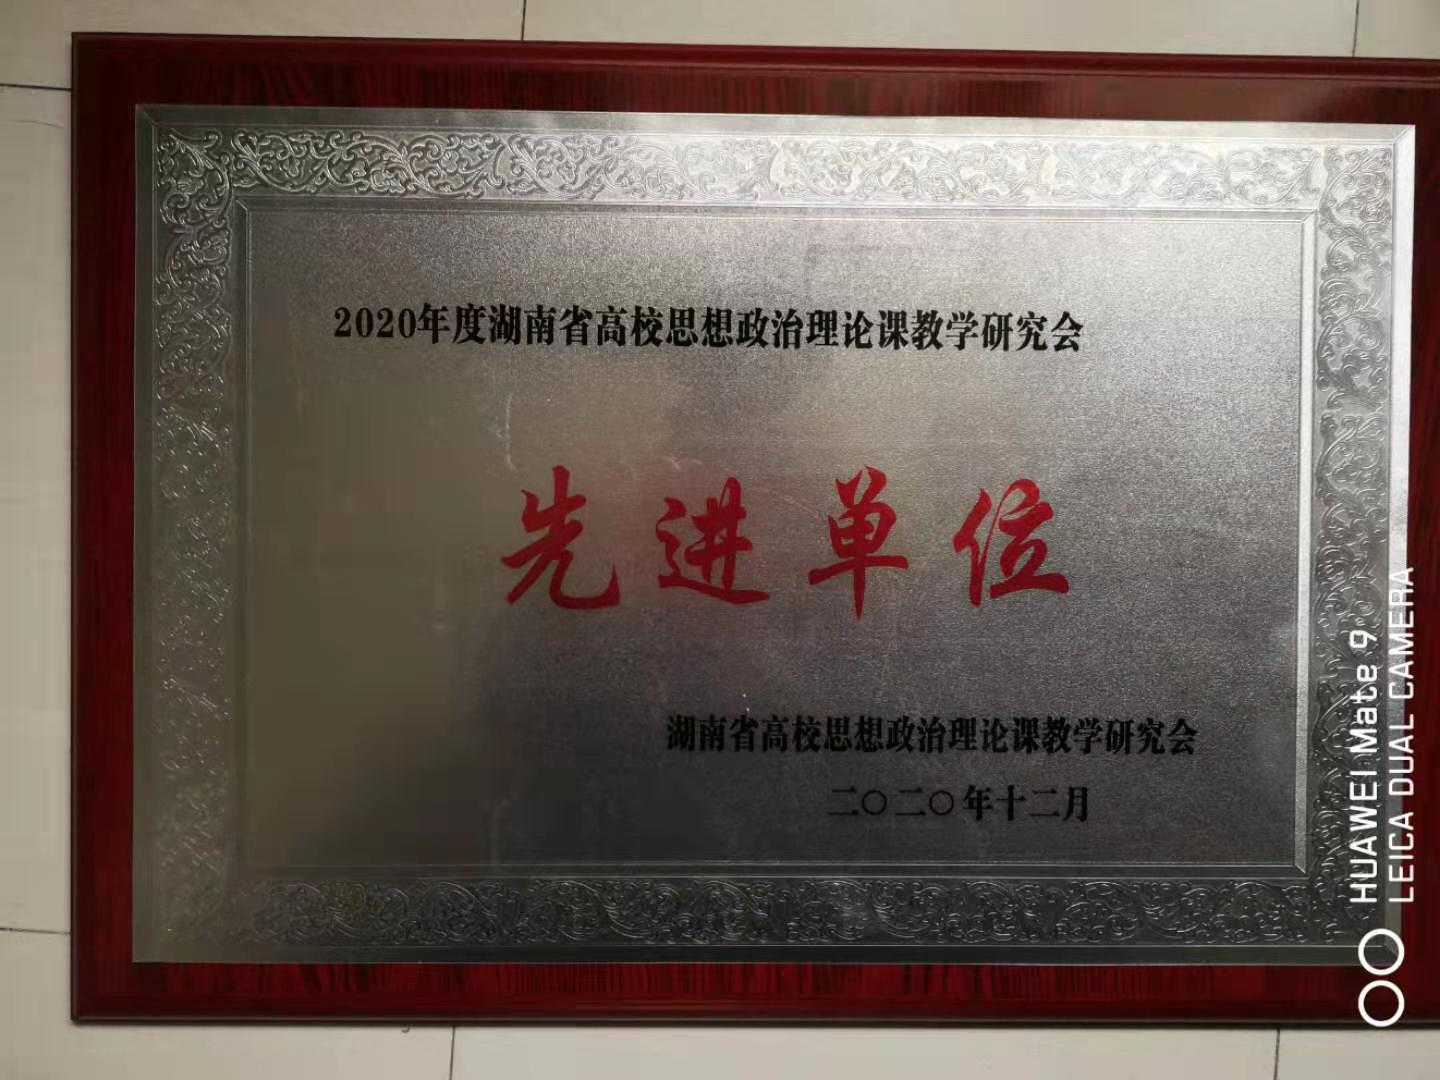 2020年度湖南省高校思想政治理论课教学研究会
先进单位
湖南省高校思想政治理论课教学研究会
二〇二〇年十二月
HUAWEI Mate 9
LEICA DUAL CAMERA